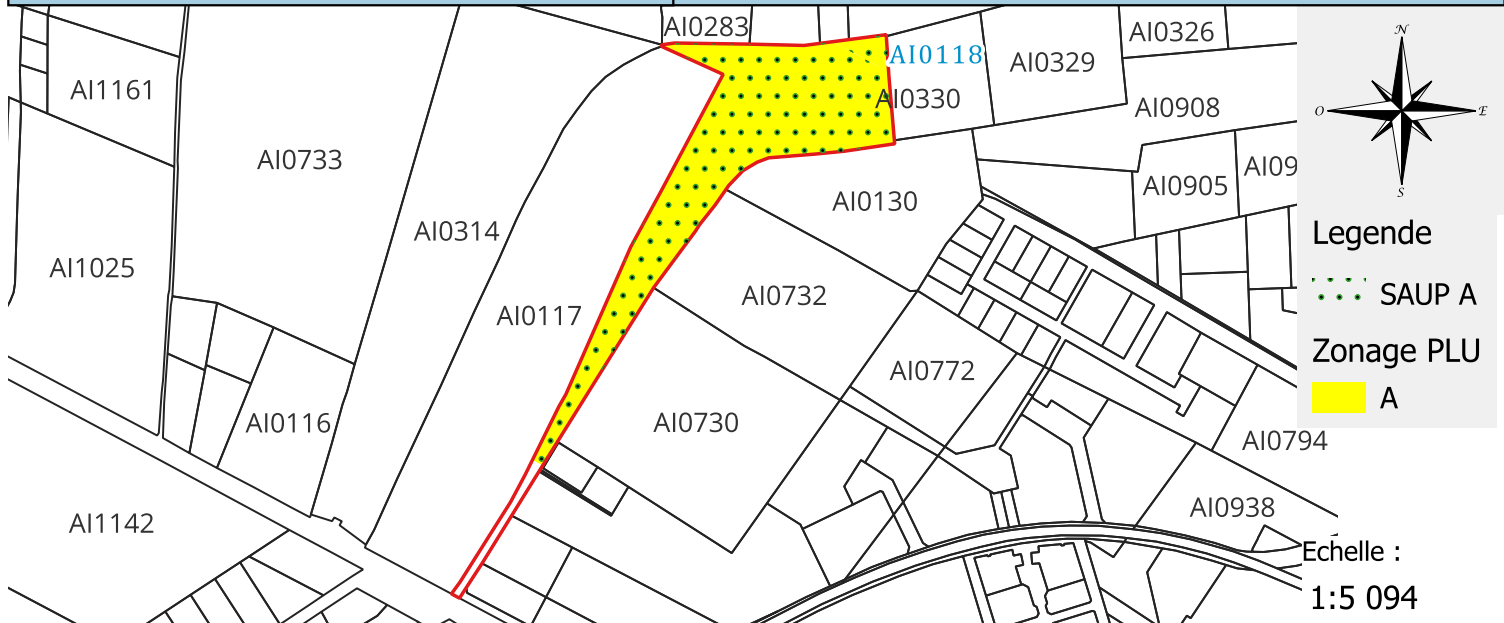 AI0283
AI0326
AI0118
AI0329
AI1161
AI0330
AI0908
N
O
E
S
AI0733
AI09
AI0905
AI0130
AI0314
Legende
AI1025
AI0732
SAUP A
AI0117
Zonage PLU
AI0772
A
AI0116
AI0730
AI0794
AI0938
AI1142
Echelle :
1:5 094